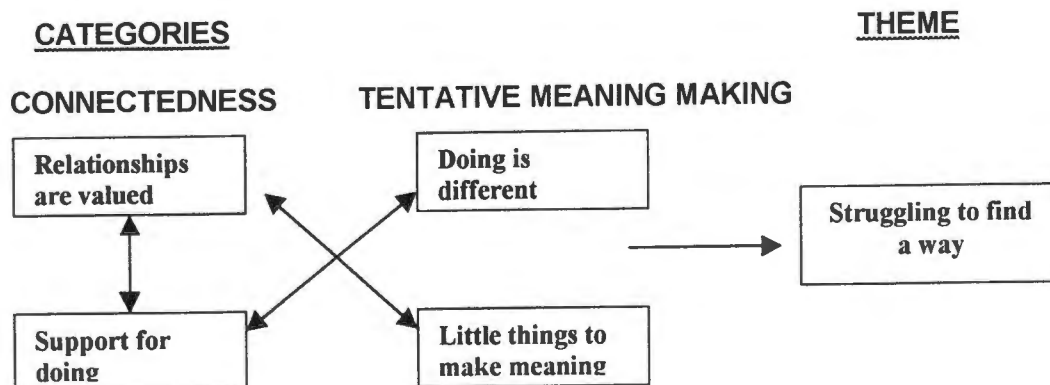 CATEGORIES
THEME
CONNECTEDNESS
TENTATIVE MEANING MAKING
Relationships
are valued
Doing is
different
Struggling to find
a way
Support for
doing
Little things to
make meaning